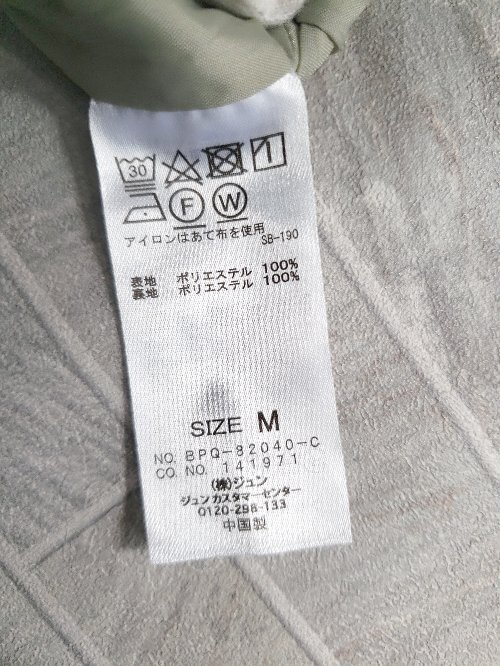 30
F W
アイロンはあて布を使用
SB-190
表地 ポリエステル 100%
裏地 ポリエステル 100%
SIZE M
NO. BPQ-82040-C
CO. NO. 141971
(株)ジュン
ジュンカスタマーセンター
0120-298-133
中国製